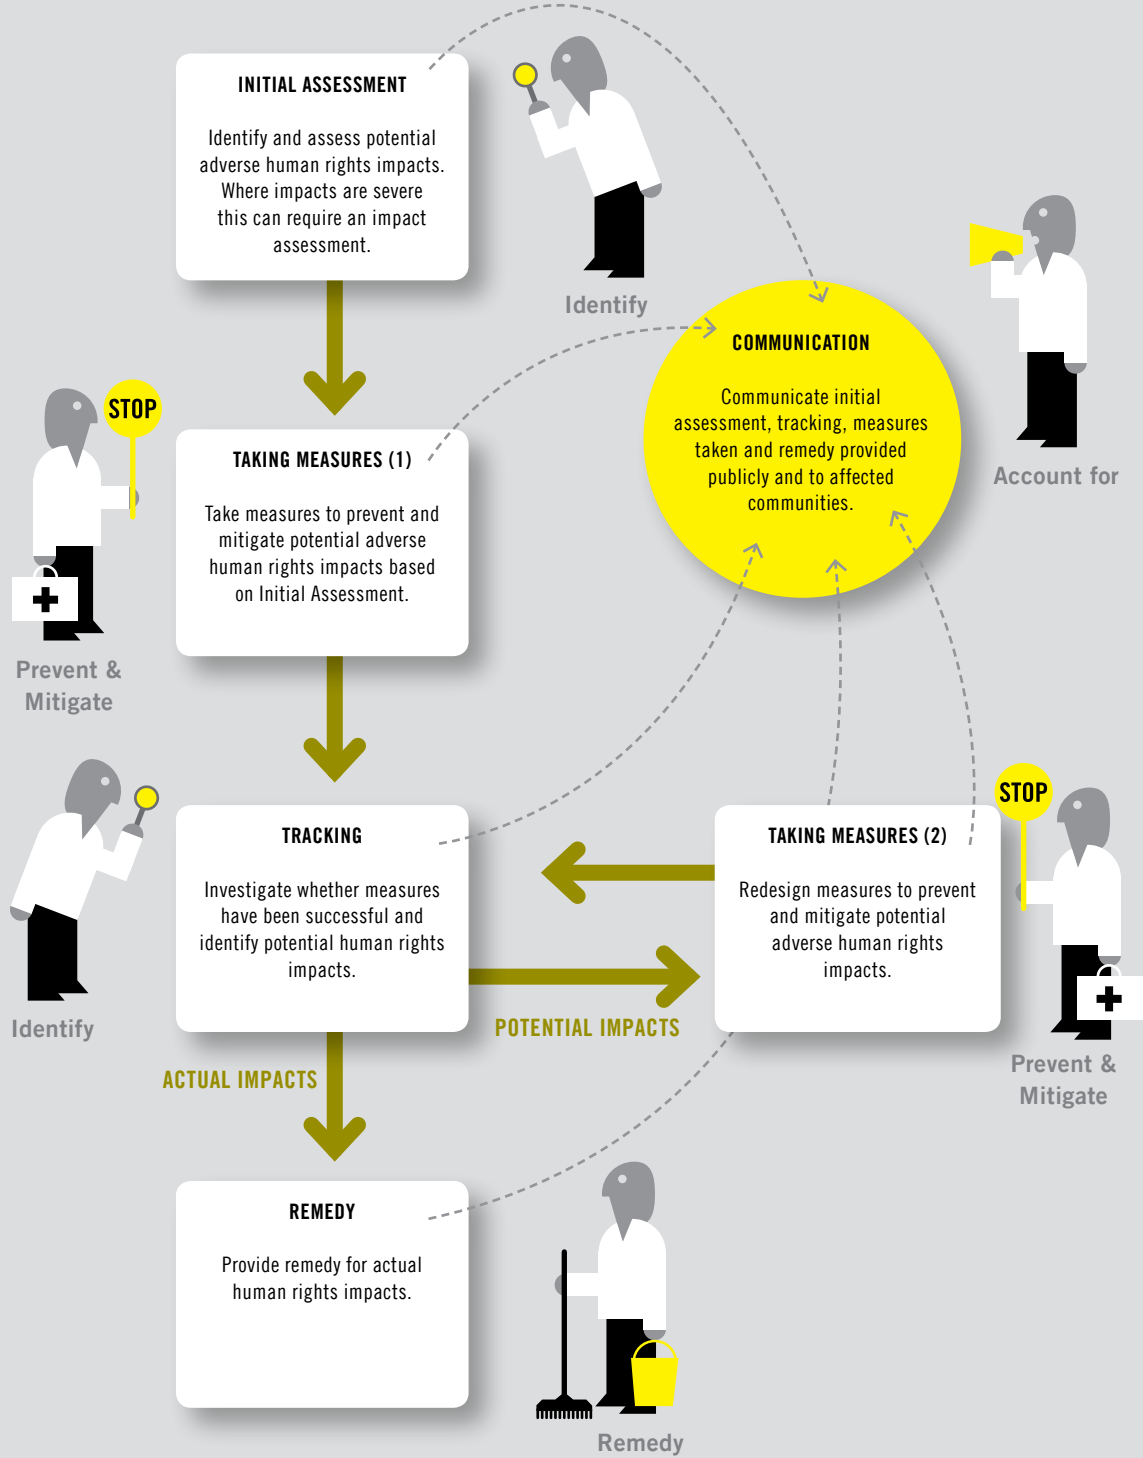 INITIAL ASSESSMENT
Identify and assess potential
adverse human rights impacts.
Where impacts are severe
this can require an impact
assessment.
Identify
COMMUNICATION
Communicate initial
assessment, tracking, measures
taken and remedy provided
publicly and to affected
communities.
Account for
STOP
Prevent &
Mitigate
TAKING MEASURES (1)
Take measures to prevent and
mitigate potential adverse
human rights impacts based
on Initial Assessment.
Identify
TRACKING
Investigate whether measures
have been successful and
identify potential human rights
impacts.
POTENTIAL IMPACTS
TAKING MEASURES (2)
Redesign measures to prevent
and mitigate potential
adverse human rights
impacts.
STOP
Prevent &
Mitigate
ACTUAL IMPACTS
REMEDY
Provide remedy for actual
human rights impacts.
Remedy